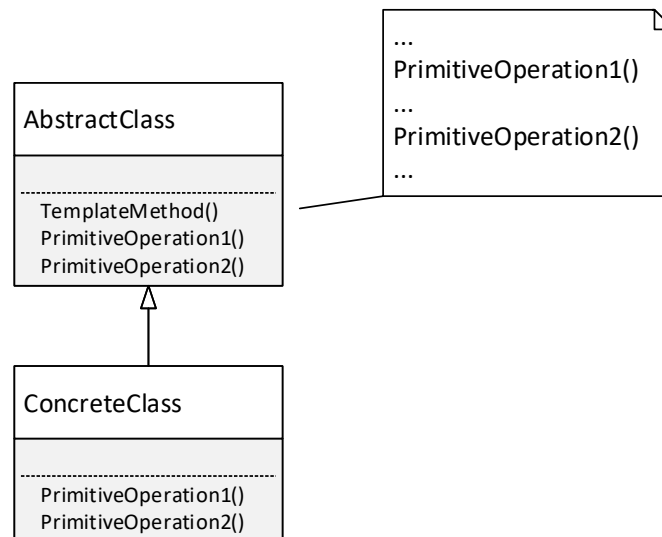 AbstractClass
TemplateMethod()
PrimitiveOperation1()
PrimitiveOperation2()
...
PrimitiveOperation1()
...
PrimitiveOperation2()
...
ConcreteClass
PrimitiveOperation1()
PrimitiveOperation2()